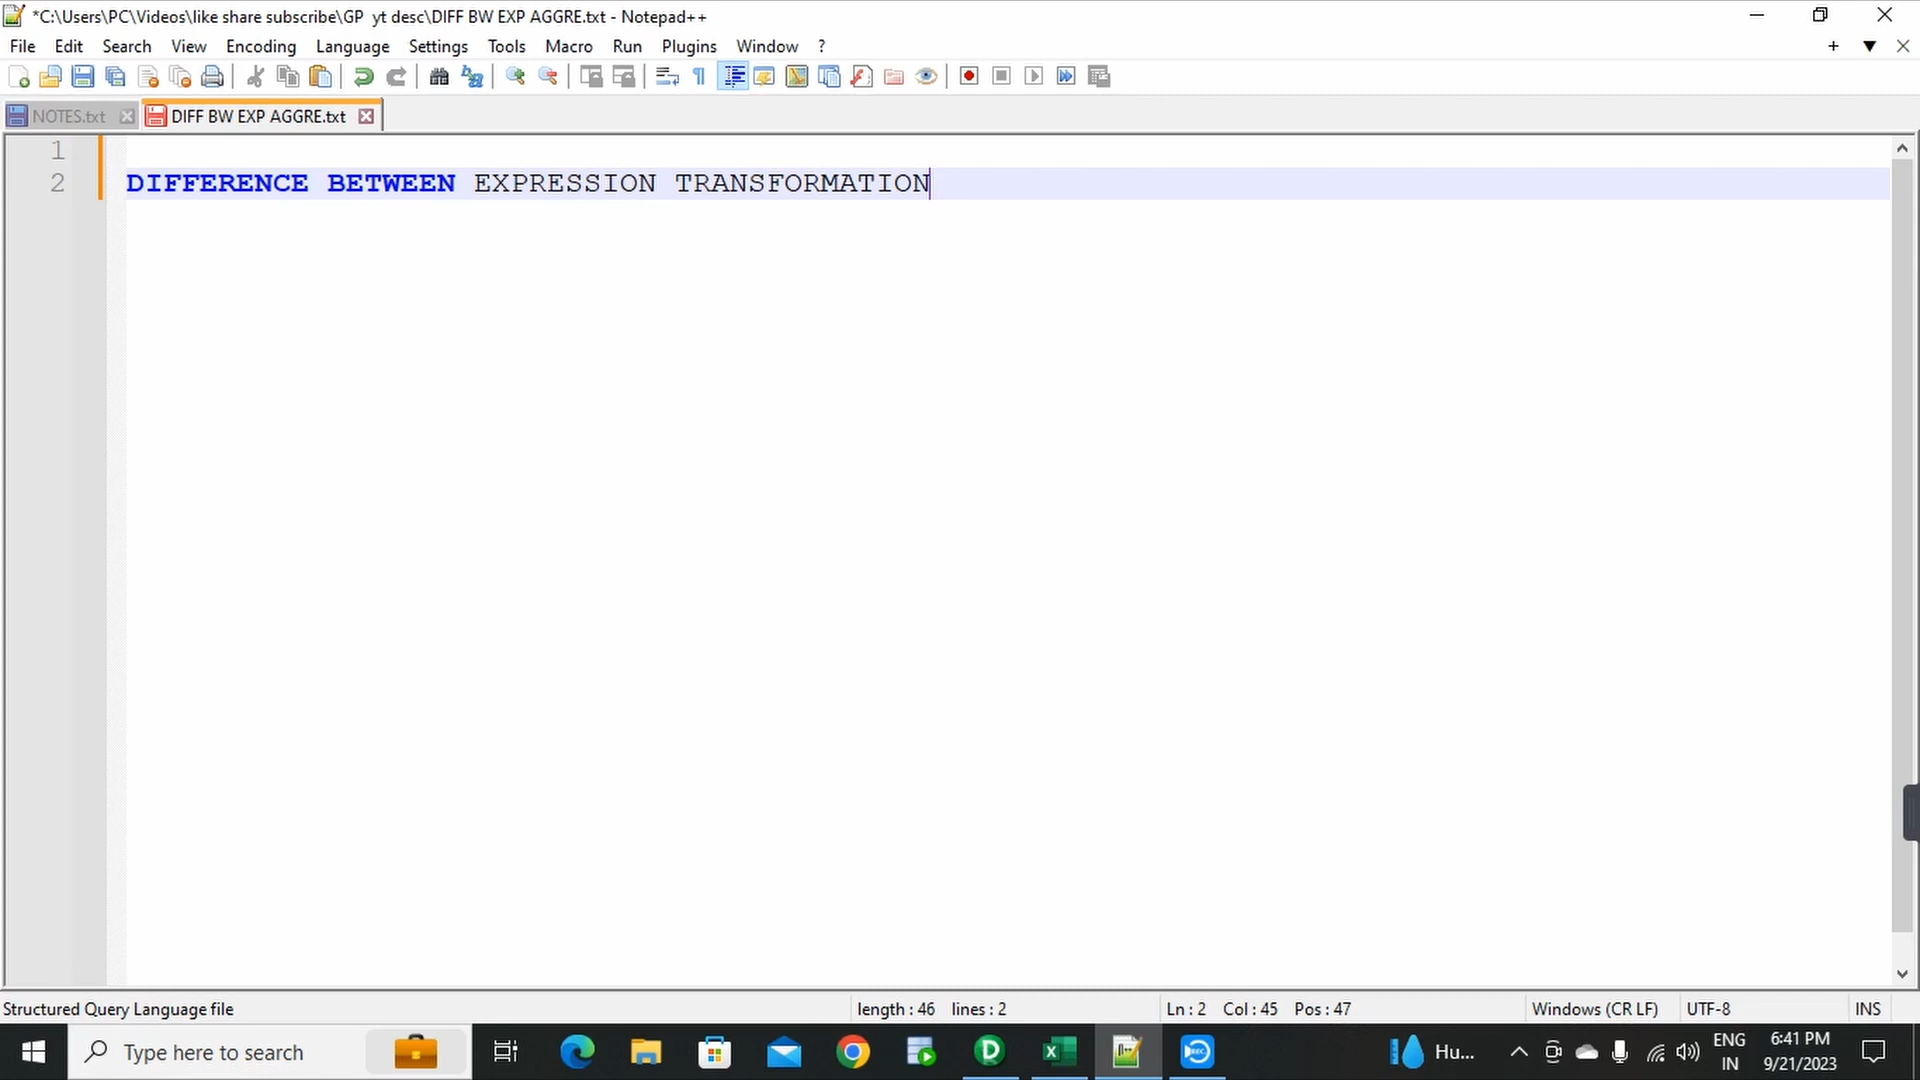 *C:\Users\PC\Videos\like share subscribe\GP  yt desc\DIFF BW EXP AGGRE.txt - Notepad++
File Edit Search View Encoding Language Settings Tools Macro Run Plugins Window ?
NOTES.txt DIFF BW EXP AGGRE.txt
1
2 DIFFERENCE BETWEEN EXPRESSION TRANSFORMATION
Structured Query Language file length : 46 lines : 2 Ln : 2 Col : 45 Pos : 47 Windows (CR LF) UTF-8 INS
Type here to search Hu... ENG 6:41 PM
IN 9/21/2023